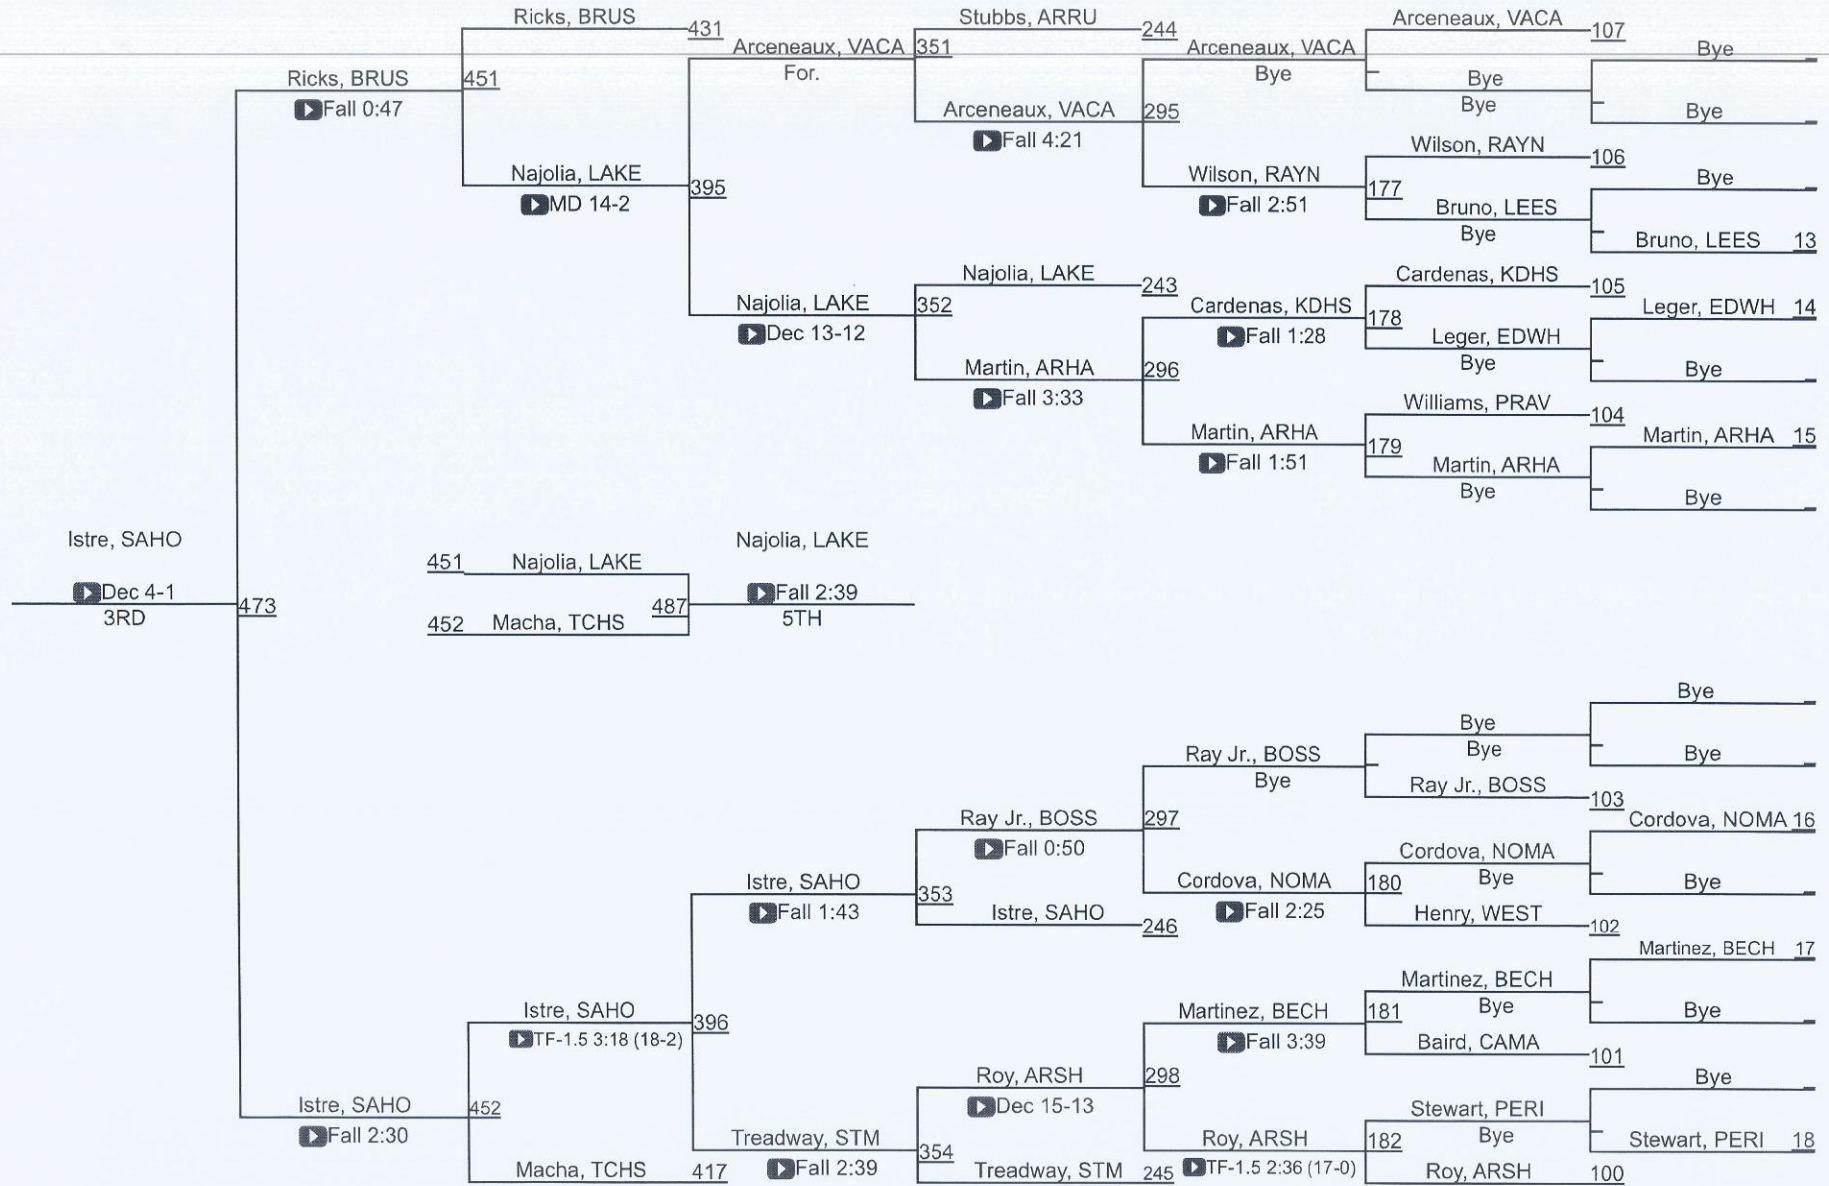 Ricks, BRUS
431
Stubbs, ARRU
244
Arceneaux, VACA
107
Arceneaux, VACA
351
For.
Arceneaux, VACA
Bye
Bye
Ricks, BRUS
451
Fall 0:47
Bye
Bye
Arceneaux, VACA
295
Fall 4:21
Bye
Wilson, RAYN
106
Najolia, LAKE
395
MD 14-2
Wilson, RAYN
177
Fall 2:51
Bye
Bruno, LEES
Bye
Bruno, LEES 13
Najolia, LAKE
243
Cardenas, KDHS
105
Najolia, LAKE
352
Dec 13-12
Cardenas, KDHS
178
Fall 1:28
Leger, EDWH 14
Leger, EDWH
Bye
Bye
Martin, ARHA
296
Fall 3:33
Williams, PRAV
104
Martin, ARHA
179
Fall 1:51
Martin, ARHA 15
Martin, ARHA
Bye
Bye
Istre, SAHO
Dec 4-1
3RD
473
451 Najolia, LAKE
452 Macha, TCHS
487
Najolia, LAKE
Fall 2:39
5TH
Bye
Bye
Bye
Bye
Ray Jr., BOSS
Bye
Ray Jr., BOSS
103
Ray Jr., BOSS
297
Fall 0:50
Cordova, NOMA 16
Cordova, NOMA
Bye
Bye
Istre, SAHO
353
Fall 1:43
Cordova, NOMA
180
Fall 2:25
Istre, SAHO
246
Henry, WEST
102
Martinez, BECH 17
Martinez, BECH
Bye
Bye
Istre, SAHO
396
TF-1.5 3:18 (18-2)
Martinez, BECH
181
Fall 3:39
Baird, CAMA
101
Roy, ARSH
298
Dec 15-13
Bye
Istre, SAHO
452
Fall 2:30
Stewart, PERI
Bye
Stewart, PERI 18
Treadway, STM
354
Fall 2:39
Roy, ARSH
182
TF-1.5 2:36 (17-0)
Macha, TCHS
417
Treadway, STM
245
Roy, ARSH
100